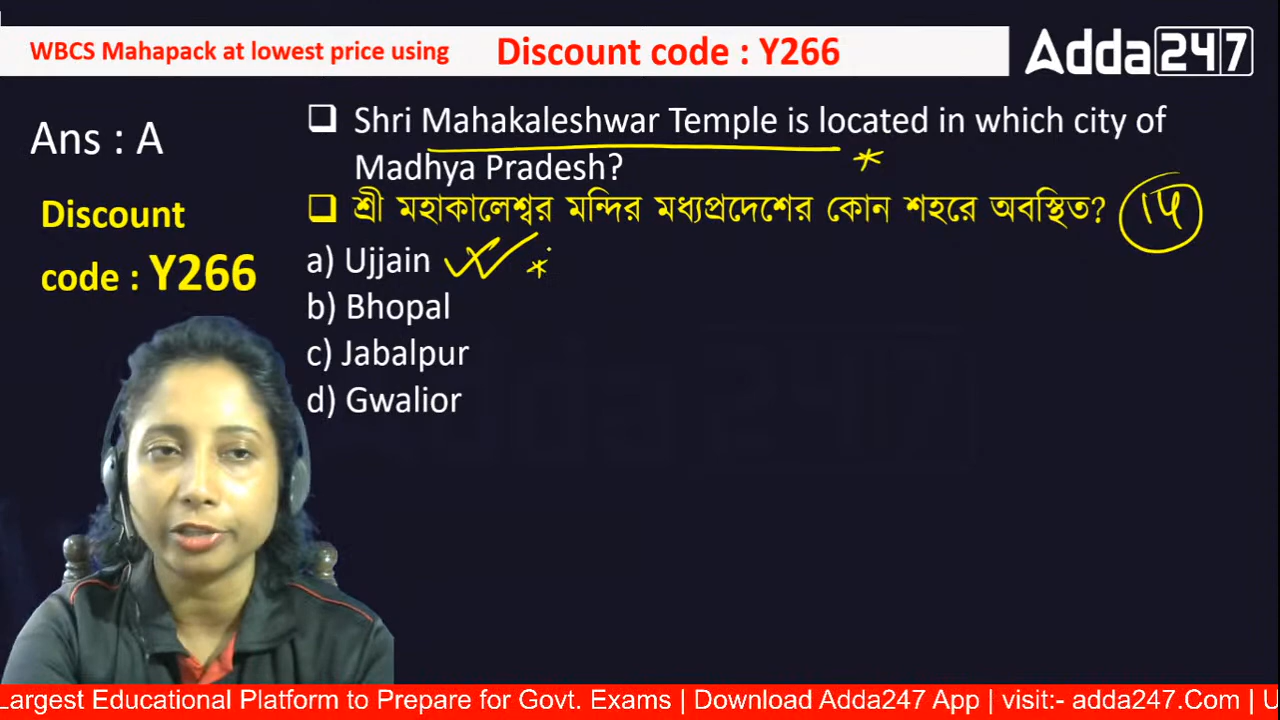 WBCS Mahapack at lowest price using Discount code : Y266
Adda247
Ans : A
Discount
code : Y266
❑ Shri Mahakaleshwar Temple is located in which city of
Madhya Pradesh?
❑ শ্রী মহাকালেশ্বর মন্দির মধ্যপ্রদেশের কোন শহরে অবস্থিত?
a) Ujjain
b) Bhopal
c) Jabalpur
d) Gwalior
Largest Educational Platform to Prepare for Govt. Exams | Download Adda247 App | visit:- adda247.Com | U